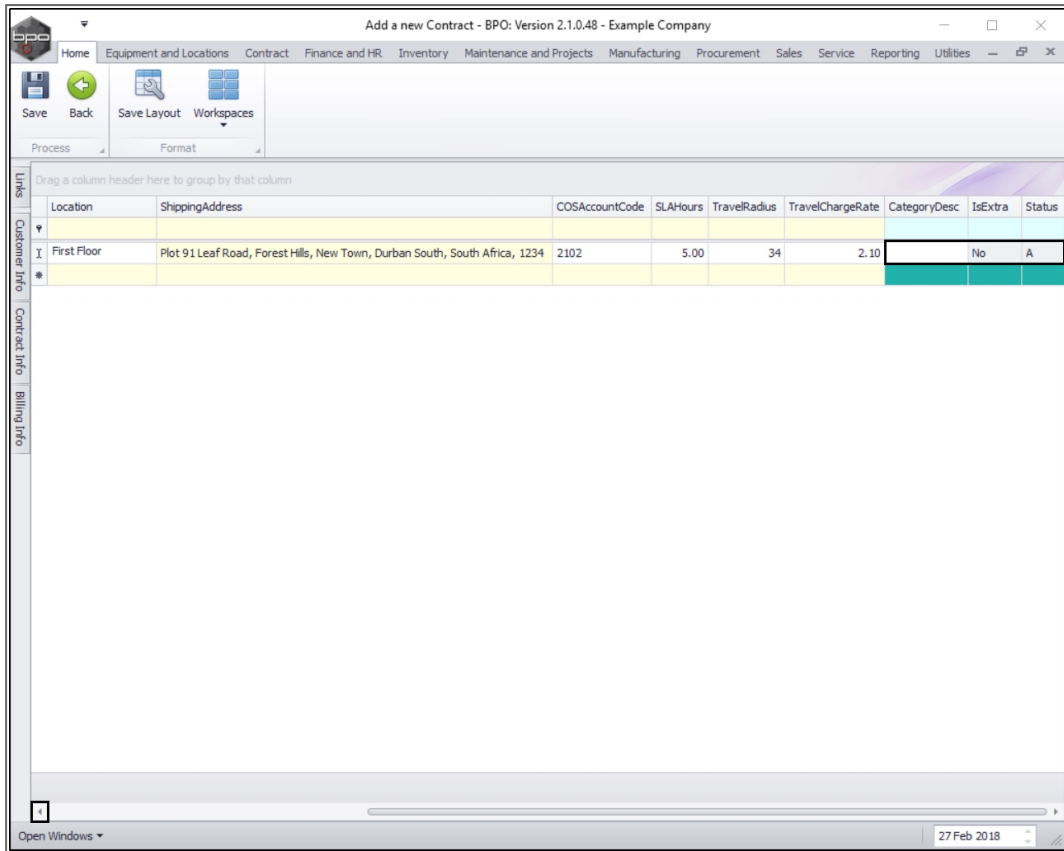 Add a new Contract - BPO: Version 2.1.0.48 - Example Company
bpo
Home Equipment and Locations Contract Finance and HR Inventory Maintenance and Projects Manufacturing Procurement Sales Service Reporting Utilities
Save Back Save Layout Workspaces
Process Format
Links
Customer Info
Contract Info
Billing Info
Drag a column header here to group by that column
Location ShippingAddress COSAccountCode SLAHours TravelRadius TravelChargeRate CategoryDesc IsExtra Status
First Floor Plot 91 Leaf Road, Forest Hills, New Town, Durban South, South Africa, 1234 2102 5.00 34 2.10 No A
Open Windows 27 Feb 2018